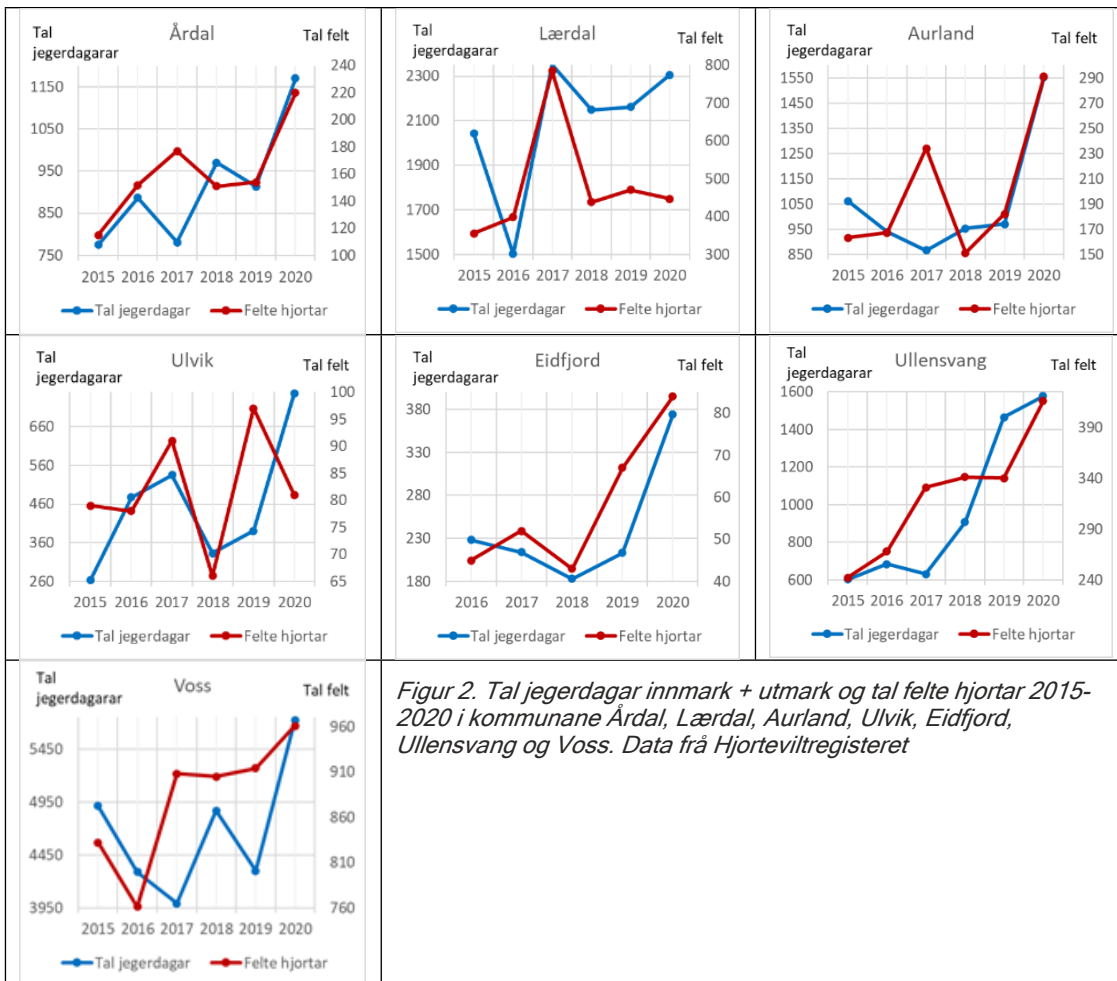 Tal
jegerdagarar
Årdal
Tal felt
1150
1050
950
850
750
240
220
200
180
160
140
120
100
2015 2016 2017 2018 2019 2020
Tal jegerdagar
Felte hjortar
Tal
jegerdagarar
Lærdal
Tal felt
2300
2100
1900
1700
1500
800
700
600
500
400
300
2015 2016 2017 2018 2019 2020
Tal jegerdagar
Felte hjortar
Tal
jegerdagarar
Aurland
Tal felt
1550
1450
1350
1250
1150
1050
950
850
290
270
250
230
210
190
170
150
2015 2016 2017 2018 2019 2020
Tal jegerdagar
Felte hjortar
Tal
jegerdagarar
Ulvik
Tal felt
660
560
460
360
260
100
95
90
85
80
75
70
65
2015 2016 2017 2018 2019 2020
Tal jegerdagar
Felte hjortar
Tal
jegerdagarar
Eidfjord
Tal felt
380
330
280
230
180
80
70
60
50
40
2016 2017 2018 2019 2020
Tal jegerdagar
Felte hjortar
Tal
jegerdagarar
Ullensvang
Tal felt
1600
1400
1200
1000
800
600
390
340
290
240
2015 2016 2017 2018 2019 2020
Tal jegerdagar
Felte hjortar
Tal
jegerdagarar
Voss
Tal felt
5450
4950
4450
3950
960
910
860
810
760
2015 2016 2017 2018 2019 2020
Tal jegerdagar
Felte hjortar
Figur 2. Tal jegerdagar innmark + utmark og tal felte hjortar 2015-
2020 i kommunane Årdal, Lærdal, Aurland, Ulvik, Eidfjord,
Ullensvang og Voss. Data frå Hjorteviltregisteret